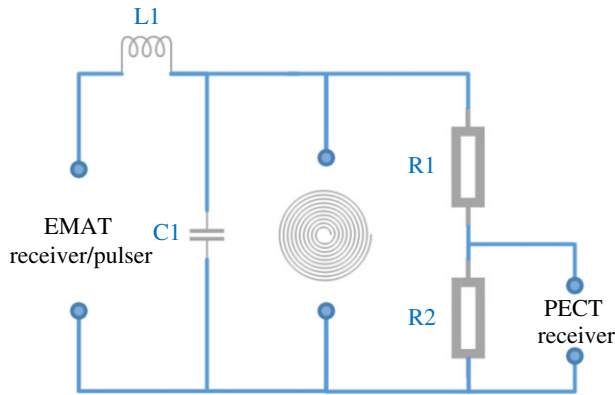 L1
R1
EMAT
receiver/pulser
C1
R2
PECT
receiver